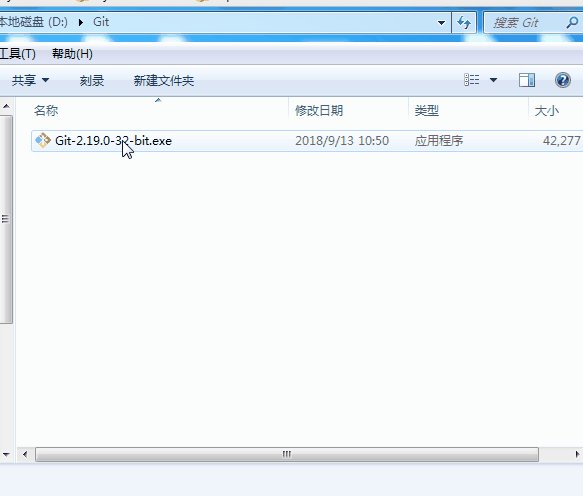 本地磁盘 (D:) Git 搜索 Git
工具(T) 帮助(H)
共享 刻录 新建文件夹
名称 修改日期 类型 大小
Git-2.19.0-32-bit.exe 2018/9/13 10:50 应用程序 42,277